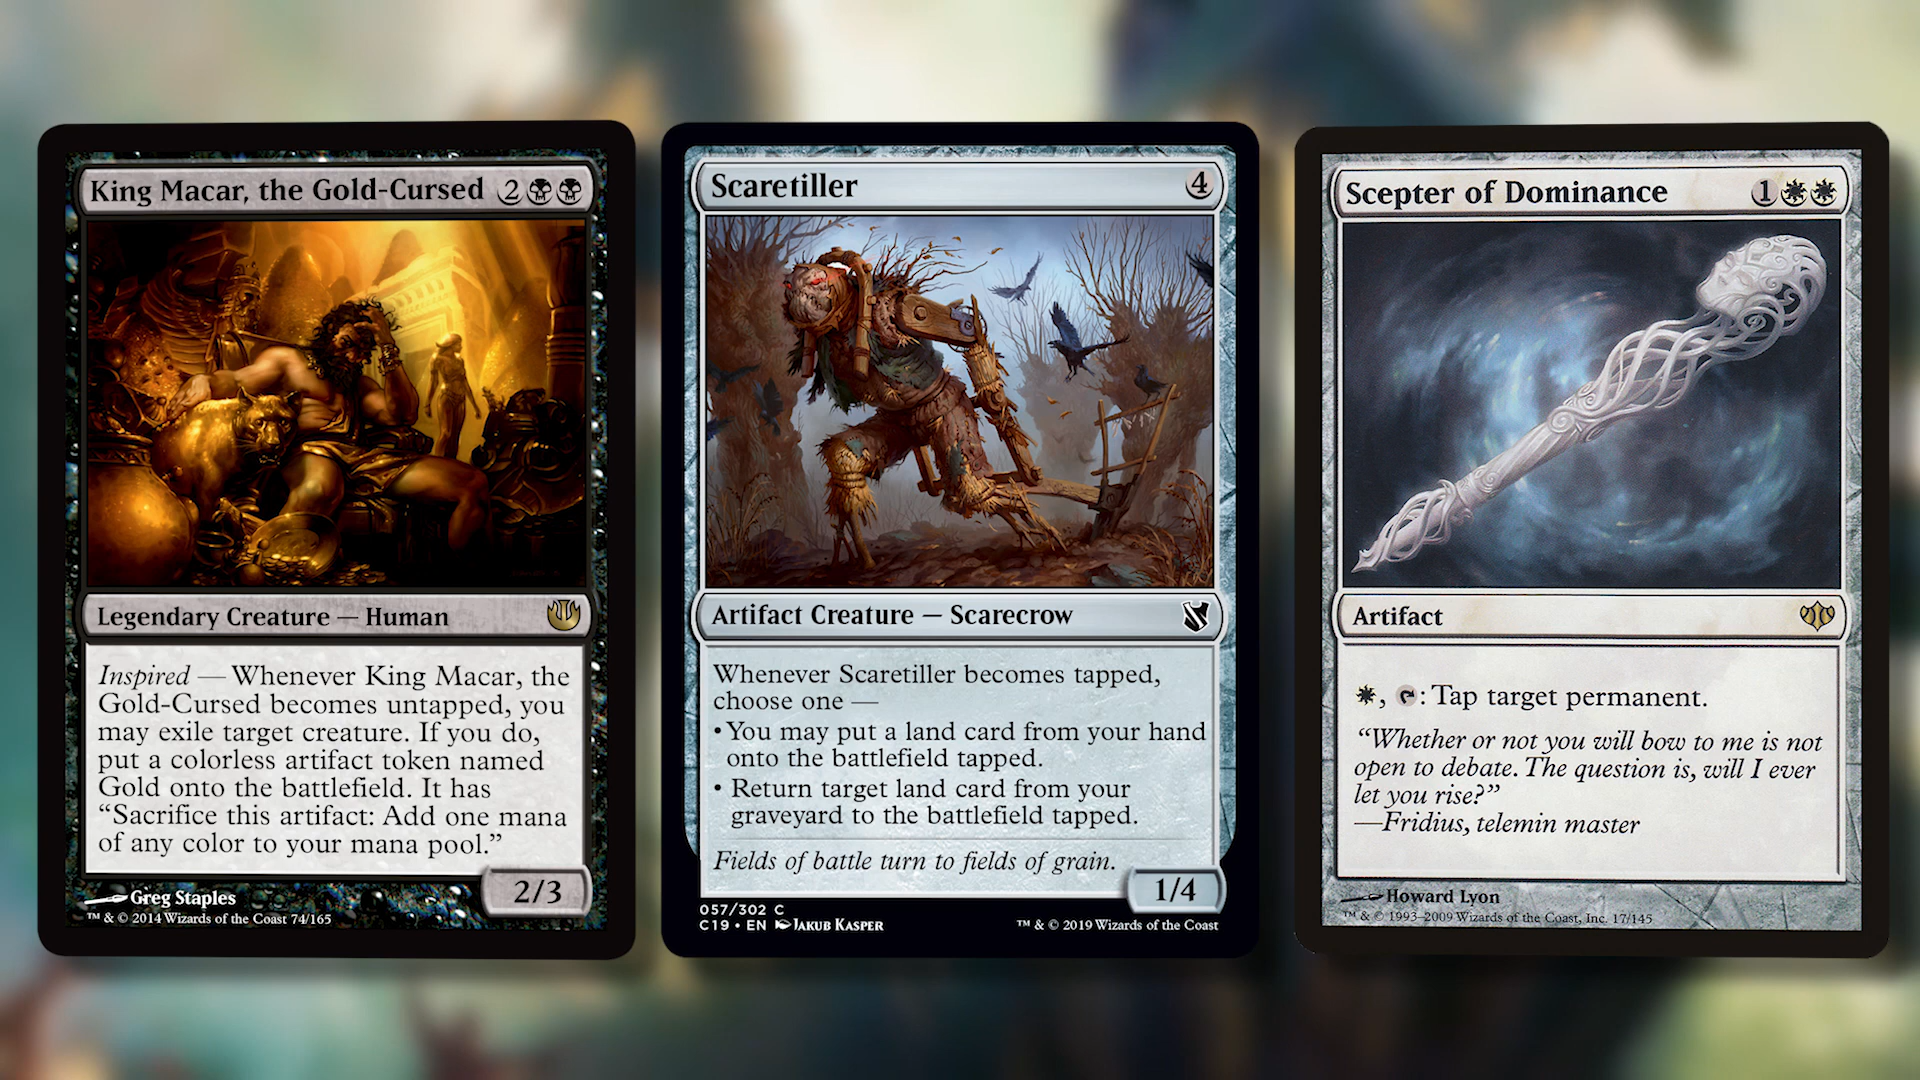 King Macar, the Gold-Cursed 2
Legendary Creature — Human
Inspired — Whenever King Macar, the
Gold-Cursed becomes untapped, you
may exile target creature. If you do,
put a colorless artifact token named
Gold onto the battlefield. It has
“Sacrifice this artifact: Add one mana
of any color to your mana pool.”
2/3
Greg Staples
™ & © 2014 Wizards of the Coast 74/165
Scaretiller 4
Artifact Creature — Scarecrow
Whenever Scaretiller becomes tapped,
choose one —
• You may put a land card from your hand
onto the battlefield tapped.
• Return target land card from your
graveyard to the battlefield tapped.
Fields of battle turn to fields of grain.
1/4
057/302 C
C19 • EN Jakub Kasper
™ & © 2019 Wizards of the Coast
Scepter of Dominance 1
Artifact
, : Tap target permanent.
“Whether or not you will bow to me is not
open to debate. The question is, will I ever
let you rise?”
—Fridius, telemin master
Howard Lyon
™ & © 1993–2009 Wizards of the Coast, Inc. 17/145